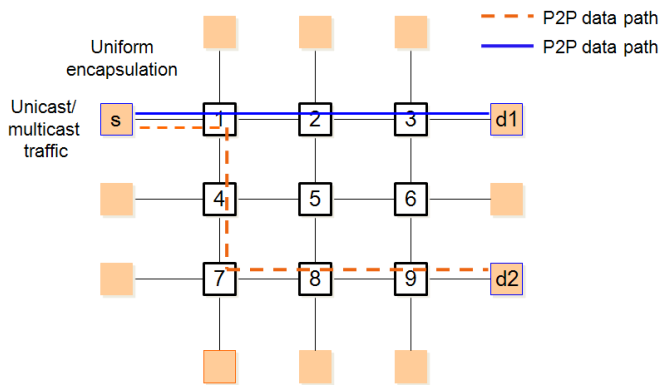 P2P data path
P2P data path
Uniform
encapsulation
Unicast/
multicast
traffic
s
1
2
3
d1
4
5
6
7
8
9
d2